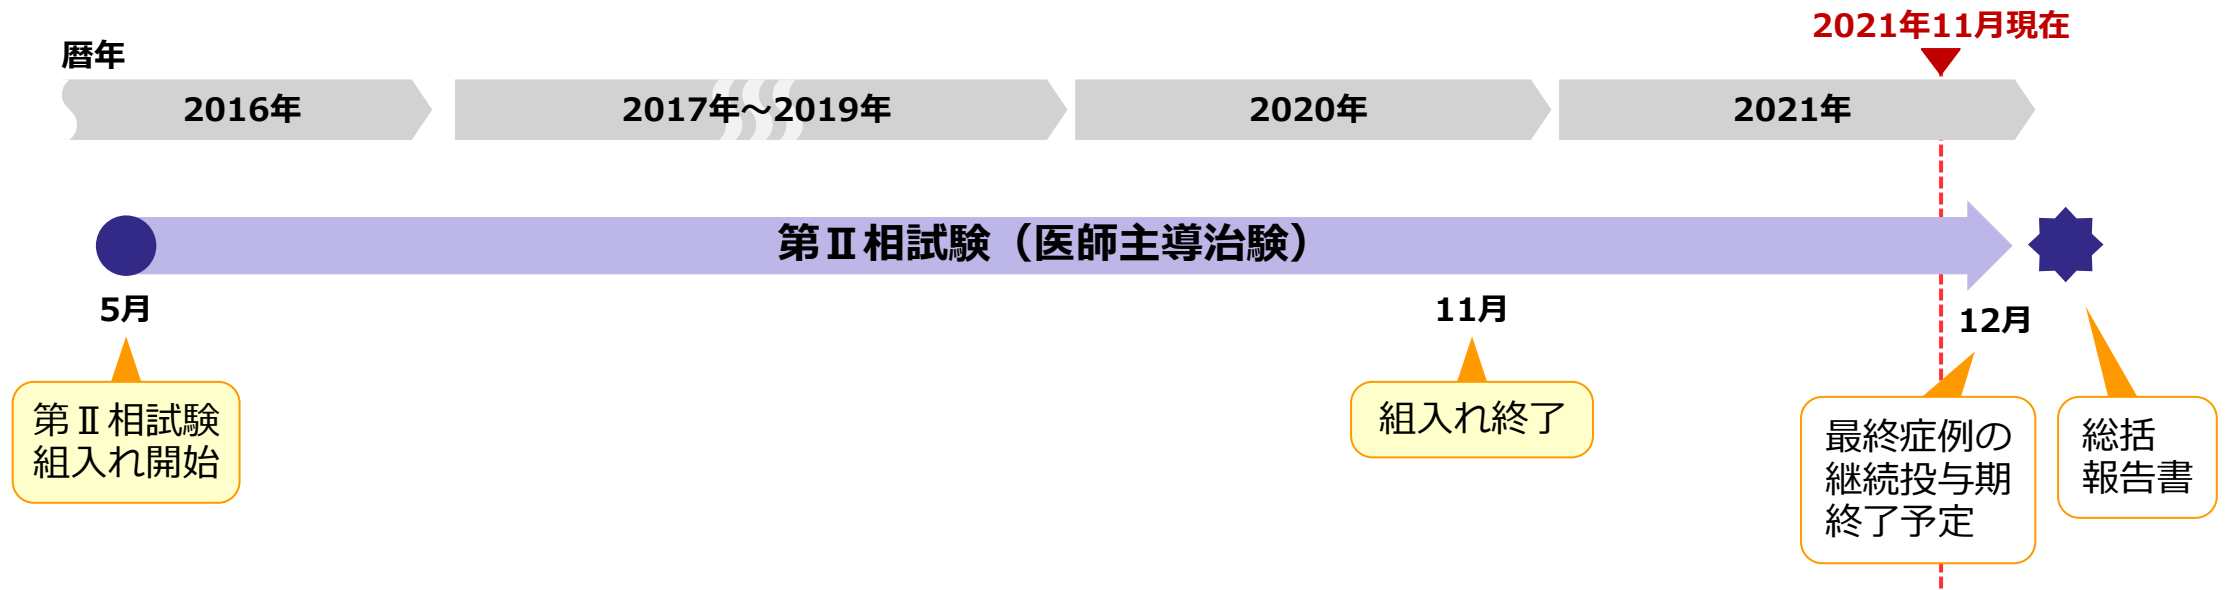 2021年11月現在
暦年
2016年
2017年～2019年
2020年
2021年
第Ⅱ相試験（医師主導治験）
5月
11月
12月
第Ⅱ相試験
組入れ開始
組入れ終了
最終症例の
継続投与期
終了予定
総括
報告書